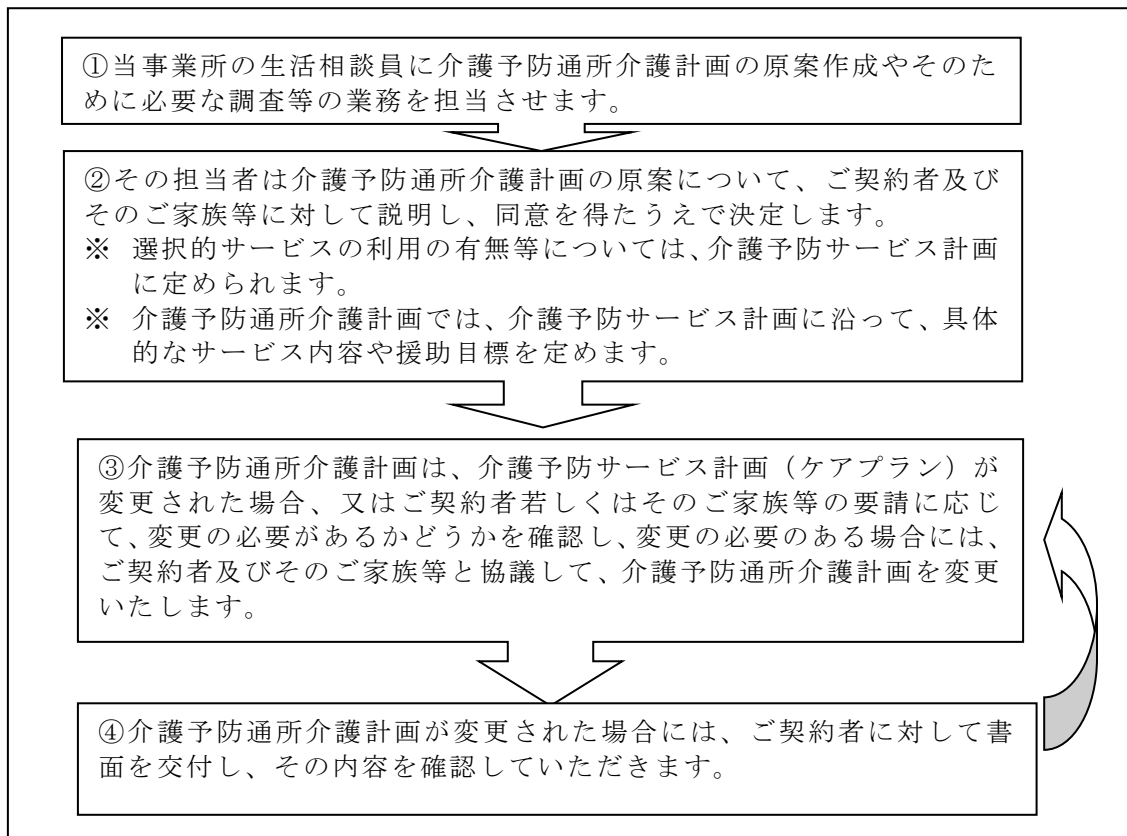 ①当事業所の生活相談員に介護予防通所介護計画の原案作成やそのた
めに必要な調査等の業務を担当させます。
②その担当者は介護予防通所介護計画の原案について、ご契約者及び
そのご家族等に対して説明し、同意を得たうえで決定します。
※ 選択的サービスの利用の有無等については、介護予防サービス計画
に定められます。
※ 介護予防通所介護計画では、介護予防サービス計画に沿って、具体
的なサービス内容や援助目標を定めます。
③介護予防通所介護計画は、介護予防サービス計画（ケアプラン）が
変更された場合、又はご契約者若しくはそのご家族等の要請に応じ
て、変更の必要があるかどうかを確認し、変更の必要のある場合には、
ご契約者及びそのご家族等と協議して、介護予防通所介護計画を変更
いたします。
④介護予防通所介護計画が変更された場合には、ご契約者に対して書
面を交付し、その内容を確認していただきます。